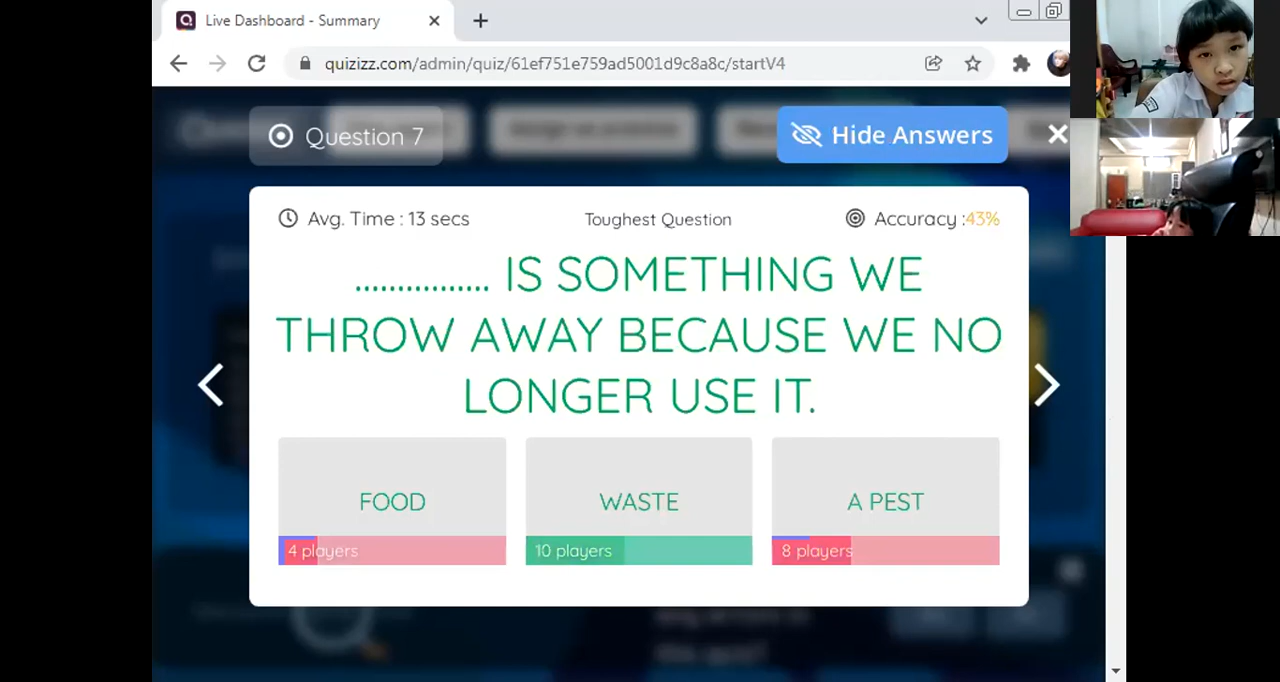 Live Dashboard - Summary
quizizz.com/admin/quiz/61ef751e759ad5001d9c8a8c/startV4
Question 7
Hide Answers
Avg. Time : 13 secs
Toughest Question
Accuracy :43%
................ IS SOMETHING WE
THROW AWAY BECAUSE WE NO
LONGER USE IT.
FOOD
WASTE
A PEST
4 players
10 players
8 players